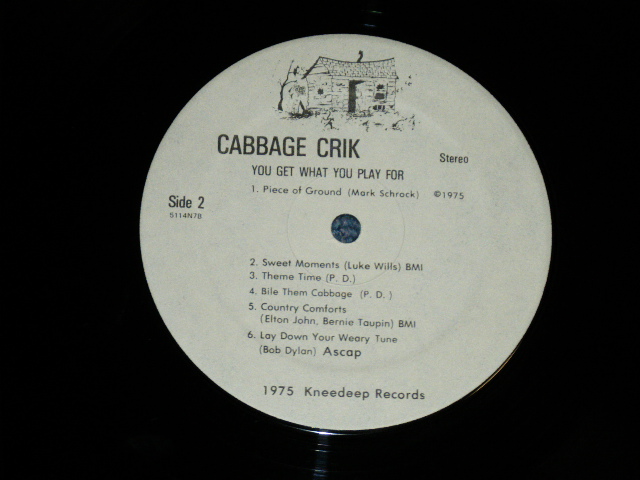 CABBAGE CRIK
Stereo
YOU GET WHAT YOU PLAY FOR
1. Piece of Ground (Mark Schrock) ©1975
Side 2
5114N7B
2. Sweet Moments (Luke Wills) BMI
3. Theme Time (P. D.)
4. Bile Them Cabbage (P. D.)
5. Country Comforts
(Elton John, Bernie Taupin) BMI
6. Lay Down Your Weary Tune
(Bob Dylan) Ascap
1975 Kneedeep Records